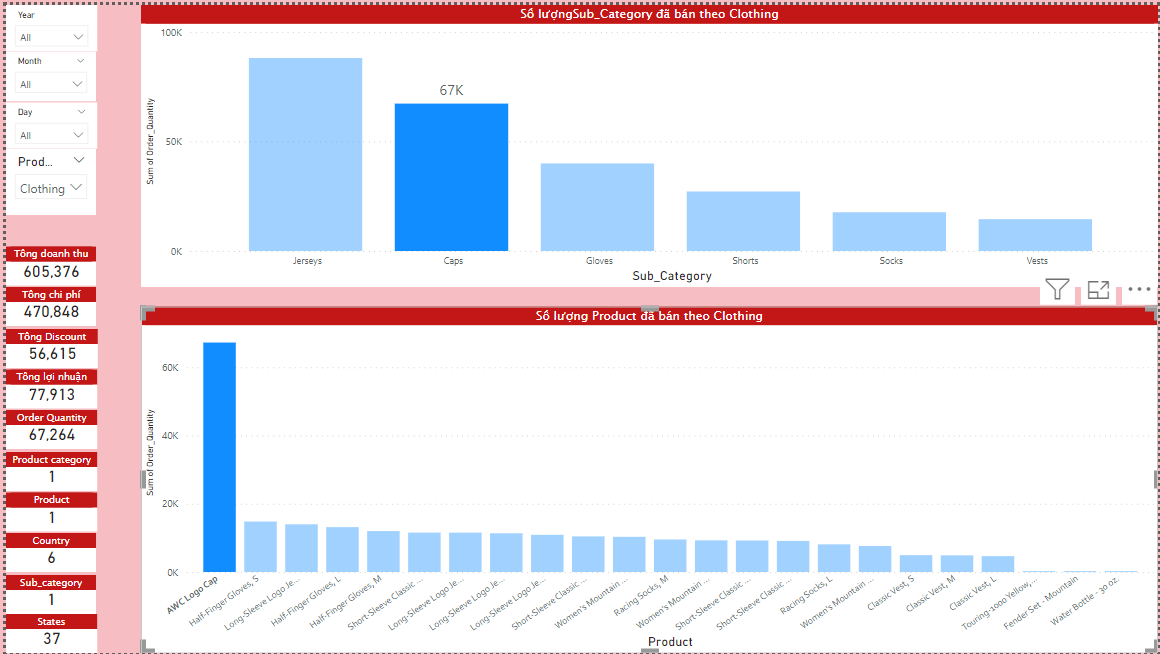 Year
All
Month
All
Day
All
Prod...
Clothing
Tổng doanh thu
605,376
Tổng chi phí
470,848
Tổng Discount
56,615
Tổng lợi nhuận
77,913
Order Quantity
67,264
Product category
1
Product
1
Country
6
Sub_category
1
States
37
Số lượngSub_Category đã bán theo Clothing
Sum of Order_Quantity
100K
50K
0K
67K
Jerseys
Caps
Gloves
Shorts
Socks
Vests
Sub_Category
Số lượng Product đã bán theo Clothing
Sum of Order_Quantity
60K
40K
20K
0K
AWC Logo Cap
Half-Finger Gloves, S
Long-Sleeve Logo Je...
Half-Finger Gloves, L
Half-Finger Gloves, M
Short-Sleeve Classic ...
Long-Sleeve Logo Je...
Long-Sleeve Logo Je...
Long-Sleeve Logo Je...
Short-Sleeve Classic ...
Women's Mountain ...
Racing Socks, M
Women's Mountain ...
Short-Sleeve Classic ...
Short-Sleeve Classic ...
Racing Socks, L
Women's Mountain ...
Classic Vest, S
Classic Vest, M
Classic Vest, L
Touring-1000 Yellow,...
Fender Set - Mountain
Water Bottle - 30 oz.
Product